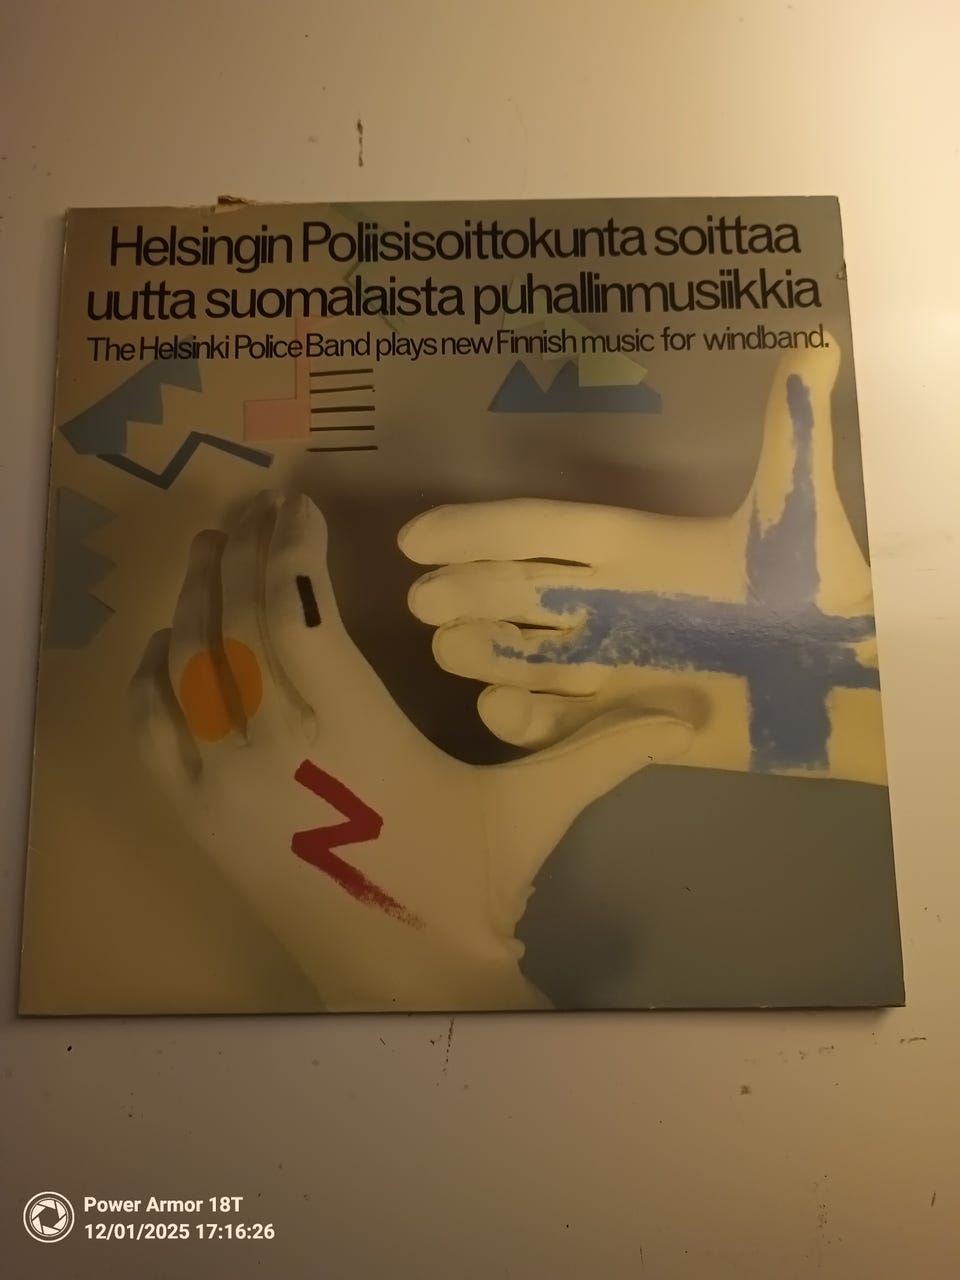 Helsingin Poliisisoittokunta soittaa
uutta suomalaista puhallinmusiikkia
The Helsinki Police Band plays new Finnish music for windband.
Power Armor 18T
12/01/2025 17:16:26